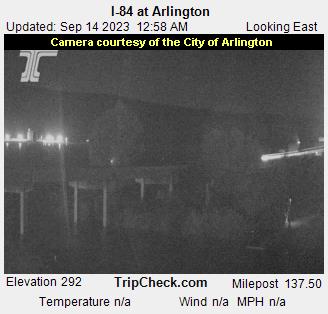 I-84 at Arlington
Updated: Sep 14 2023 12:58 AM Looking East
Camera courtesy of the City of Arlington
Elevation 292 TripCheck.com Milepost 137.50
Temperature n/a Wind n/a MPH n/a